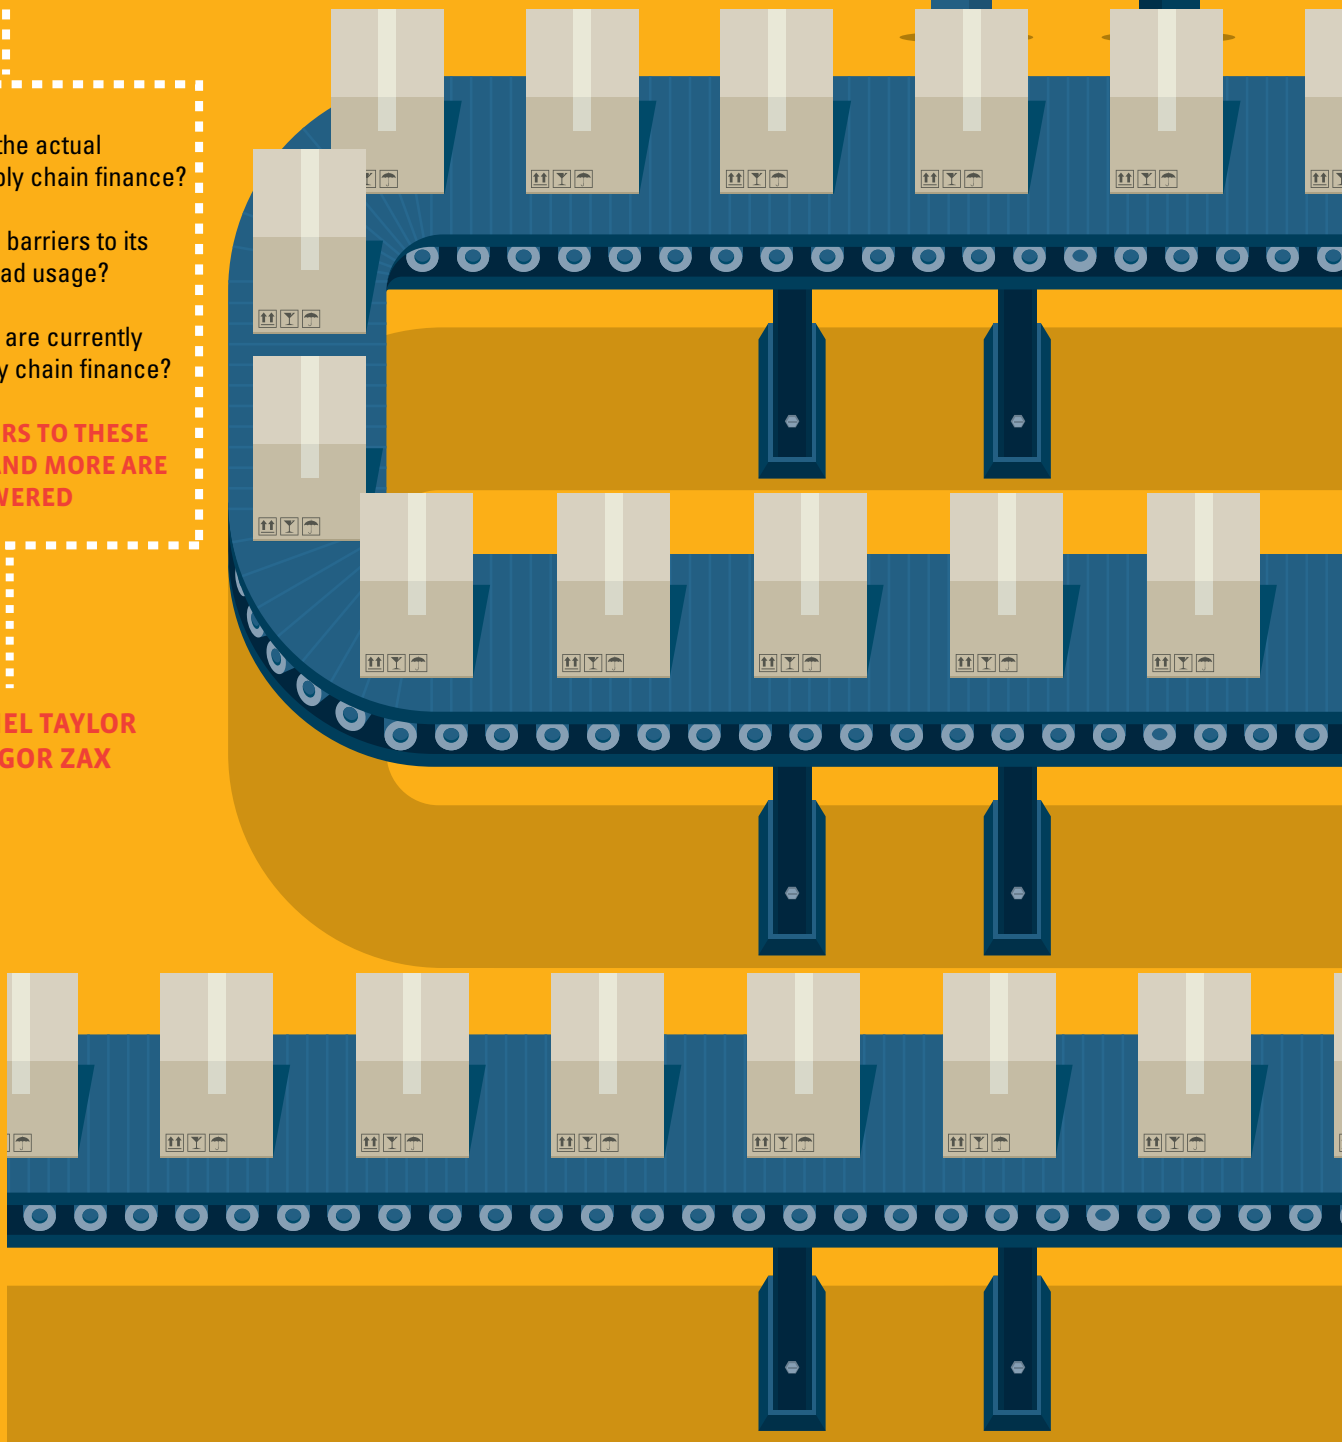 the actual
ply chain finance?
barriers to its
ad usage?
are currently
y chain finance?
RS TO THESE
AND MORE ARE
WERED
EL TAYLOR
GOR ZAX